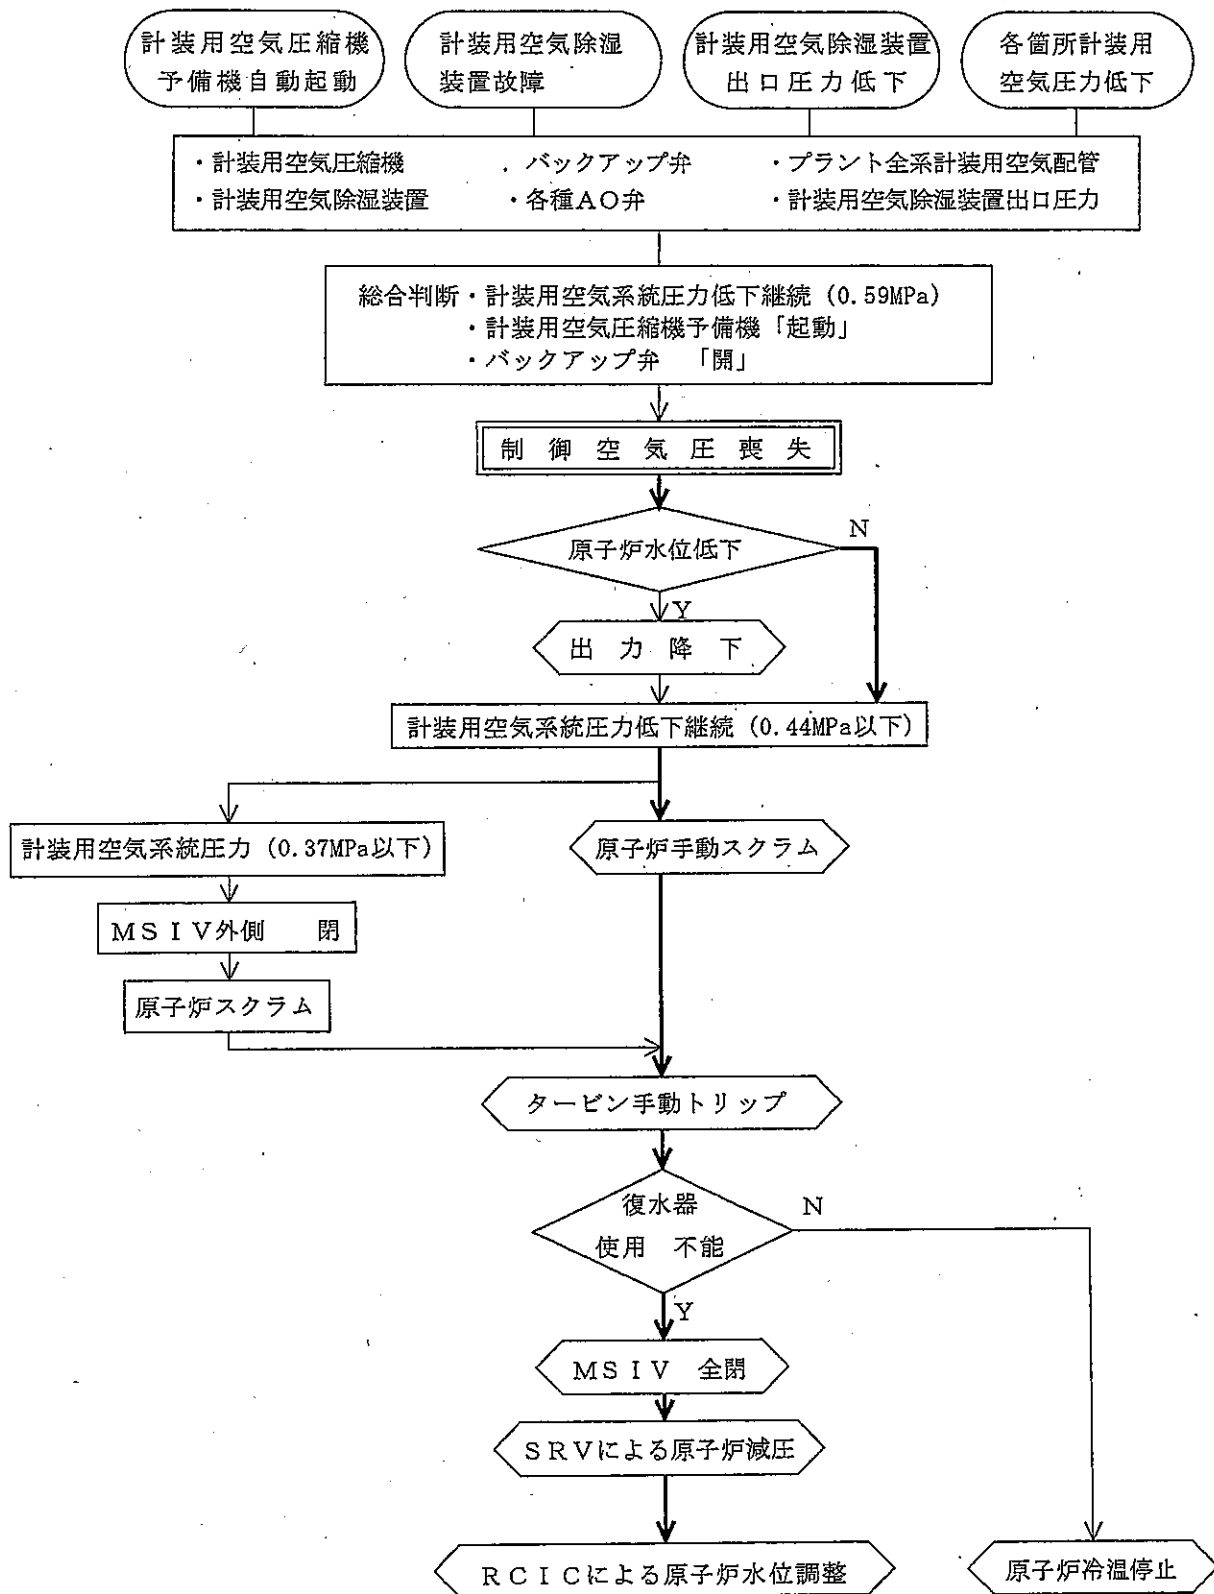 計装用空気圧縮機
予備機自動起動
計装用空気除湿
装置故障
計装用空気除湿装置
出口圧力低下
各箇所計装用
空気圧力低下
・計装用空気圧縮機 ・バックアップ弁 ・プラント全系計装用空気配管
・計装用空気除湿装置 ・各種AO弁 ・計装用空気除湿装置出口圧力
総合判断・計装用空気系統圧力低下継続 (0.59MPa)
・計装用空気圧縮機予備機「起動」
・バックアップ弁 「開」
制御空気圧喪失
原子炉水位低下
N
Y
出力降下
計装用空気系統圧力低下継続 (0.44MPa以下)
計装用空気系統圧力 (0.37MPa以下)
原子炉手動スクラム
MSIV外側 閉
原子炉スクラム
タービン手動トリップ
復水器
使用 不能
N
Y
MSIV 全閉
SRVによる原子炉減圧
RCICによる原子炉水位調整
原子炉冷温停止